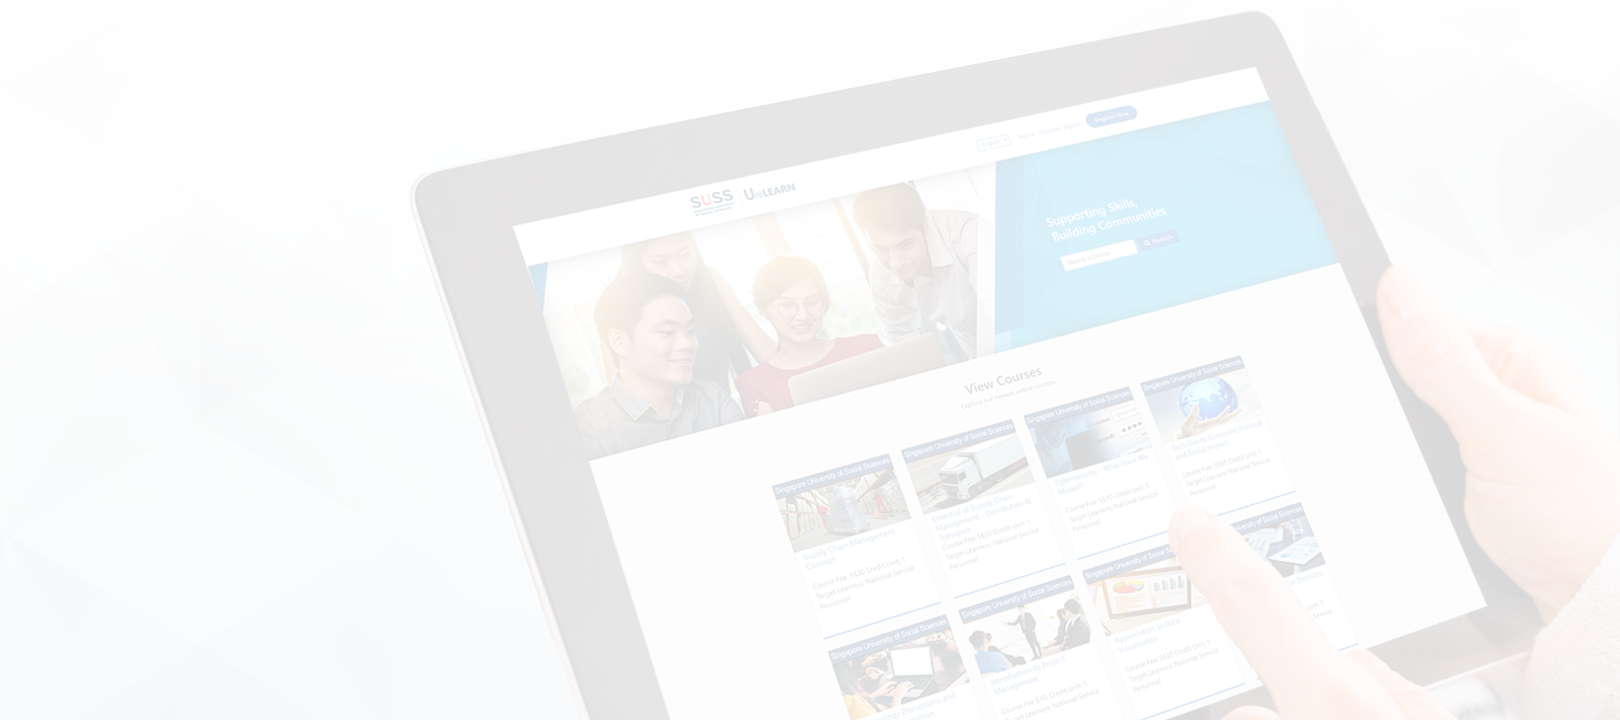 SUSS
UniLEARN
English
Home Courses Sign in
Register Now
Supporting Skills,
Building Communities
Search a Course
Search
View Courses
Explore our newest online courses
Singapore University of Social Sciences
Supply Chain Management
Concept
Course Fee: S$30 Credit Unit: 1
Target Learners: National Service
Personnel
Singapore University of Social Sciences
Essential of Supply Chain
Management - Distribution &
Transport
Course Fee: S$30 Credit Unit: 1
Target Learners: National Service
Personnel
Singapore University of Social Sciences
Cybersecurity - What Have We
Missed?
Course Fee: S$30 Credit Unit: 1
Target Learners: National Service
Personnel
Singapore University of Social Sciences
Tech Giants: Economic, Political
and Social Impact
Course Fee: S$30 Credit Unit: 1
Target Learners: National Service
Personnel
Singapore University of Social Sciences
Disruptions and
Singapore University of Social Sciences
Introduction to Project
Management
Course Fee: S$30 Credit Unit: 1
Target Learners: National Service
Singapore University of Social
Appreciation to Data
Visualisation
Course Fee: S$30 Credit Unit: 1
Target Learners: National Service
Personnel
of Social Sciences